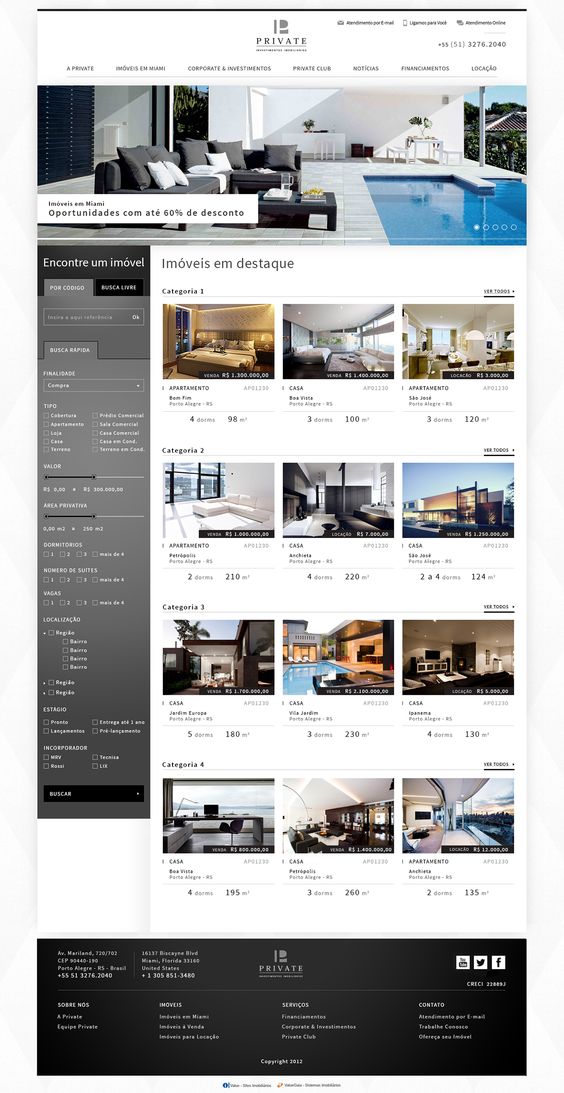 PRIVATE
INVESTIMENTOS IMOBILIÁRIOS
Atendimento por E-mail
Ligamos para Você
Atendimento Online
+55 (51) 3276.2040
A PRIVATE
IMÓVEIS EM MIAMI
CORPORATE & INVESTIMENTOS
PRIVATE CLUB
NOTÍCIAS
FINANCIAMENTOS
LOCAÇÃO
Imóveis em Miami
Oportunidades com até 60% de desconto
Encontre um imóvel
POR CÓDIGO
BUSCA LIVRE
Insira o aqui referência
Ok
BUSCA RÁPIDA
FINALIDADE
Compra
TIPO
Cobertura
Prédio Comercial
Apartamento
Sala Comercial
Loja
Casa Comercial
Casa
Casa em Cond.
Terreno
Terreno em Cond.
VALOR
R$ 0,00 a R$ 300.000,00
ÁREA PRIVATIVA
0,00 m2 a 250 m2
DORMITÓRIOS
1 2 3 mais de 4
NÚMERO DE SUÍTES
1 2 3 mais de 4
VAGAS
1 2 3 mais de 4
LOCALIZAÇÃO
Região
Bairro
Bairro
Bairro
Bairro
Região
Região
ESTÁGIO
Pronto
Entrega até 1 ano
Lançamentos
Pré-lançamento
INCORPORADOR
MRV
Tecnisa
Rossi
LIX
BUSCAR
Imóveis em destaque
Categoria 1
VER TODOS
VENDA R$ 1.300.000,00
APARTAMENTO AP01230
Bom Fim
Porto Alegre - RS
4 dorms 98 m²
VENDA R$ 1.400.000,00
CASA AP01230
Boa Vista
Porto Alegre - RS
3 dorms 100 m²
LOCAÇÃO R$ 3.000,00
APARTAMENTO AP01230
São José
Porto Alegre - RS
3 dorms 120 m²
Categoria 2
VER TODOS
VENDA R$ 1.000.000,00
APARTAMENTO AP01230
Petrópolis
Porto Alegre - RS
2 dorms 210 m²
LOCAÇÃO R$ 7.000,00
CASA AP01230
Anchieta
Porto Alegre - RS
4 dorms 220 m²
VENDA R$ 1.250.000,00
CASA AP01230
São José
Porto Alegre - RS
2 a 4 dorms 124 m²
Categoria 3
VER TODOS
VENDA R$ 1.700.000,00
CASA AP01230
Jardim Europa
Porto Alegre - RS
5 dorms 180 m²
VENDA R$ 2.100.000,00
CASA AP01230
Vila Jardim
Porto Alegre - RS
3 dorms 230 m²
LOCAÇÃO R$ 5.000,00
CASA AP01230
Ipanema
Porto Alegre - RS
4 dorms 130 m²
Categoria 4
VER TODOS
VENDA R$ 800.000,00
CASA AP01230
Boa Vista
Porto Alegre - RS
4 dorms 195 m²
VENDA R$ 1.400.000,00
CASA AP01230
Petrópolis
Porto Alegre - RS
3 dorms 260 m²
LOCAÇÃO R$ 12.000,00
APARTAMENTO AP01230
Anchieta
Porto Alegre - RS
2 dorms 135 m²
Av. Mariland, 720/702
CEP 90440-190
Porto Alegre - RS - Brasil
+55 51 3276.2040
16137 Biscayne Blvd
Miami, Florida 33160
United States
+ 1 305 851-3480
PRIVATE
INVESTIMENTOS IMOBILIÁRIOS
You Tube
CRECI 22889J
SOBRE NÓS
A Private
Equipe Private
IMÓVEIS
Imóveis em Miami
Imóveis á Venda
Imóveis para Locação
SERVIÇOS
Financiamentos
Corporate & Investimentos
Private Club
CONTATO
Atendimento por E-mail
Trabalhe Conosco
Ofereça seu Imóvel
Copyright 2012
Value - Sites Imobiliários
ValueGaia - Sistemas Imobiliários